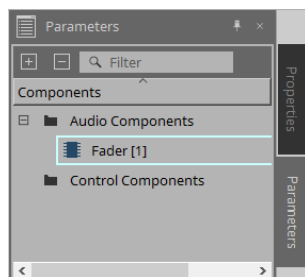 Parameters
Filter
Components
Audio Components
Fader [1]
Control Components
Properties
Parameters